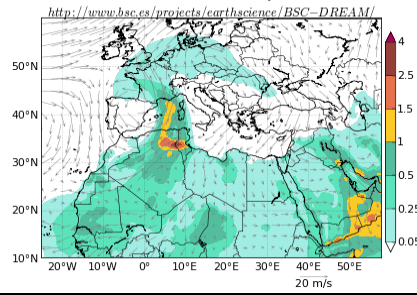 http://www.bsc.es/projects/earthscience/BSC−DREAM/
50°N
40°N
30°N
20°N
10°N
20°W 10°W 0° 10°E 20°E 30°E 40°E 50°E
20 m/s
4
2.5
1.5
1
0.5
0.25
0.05